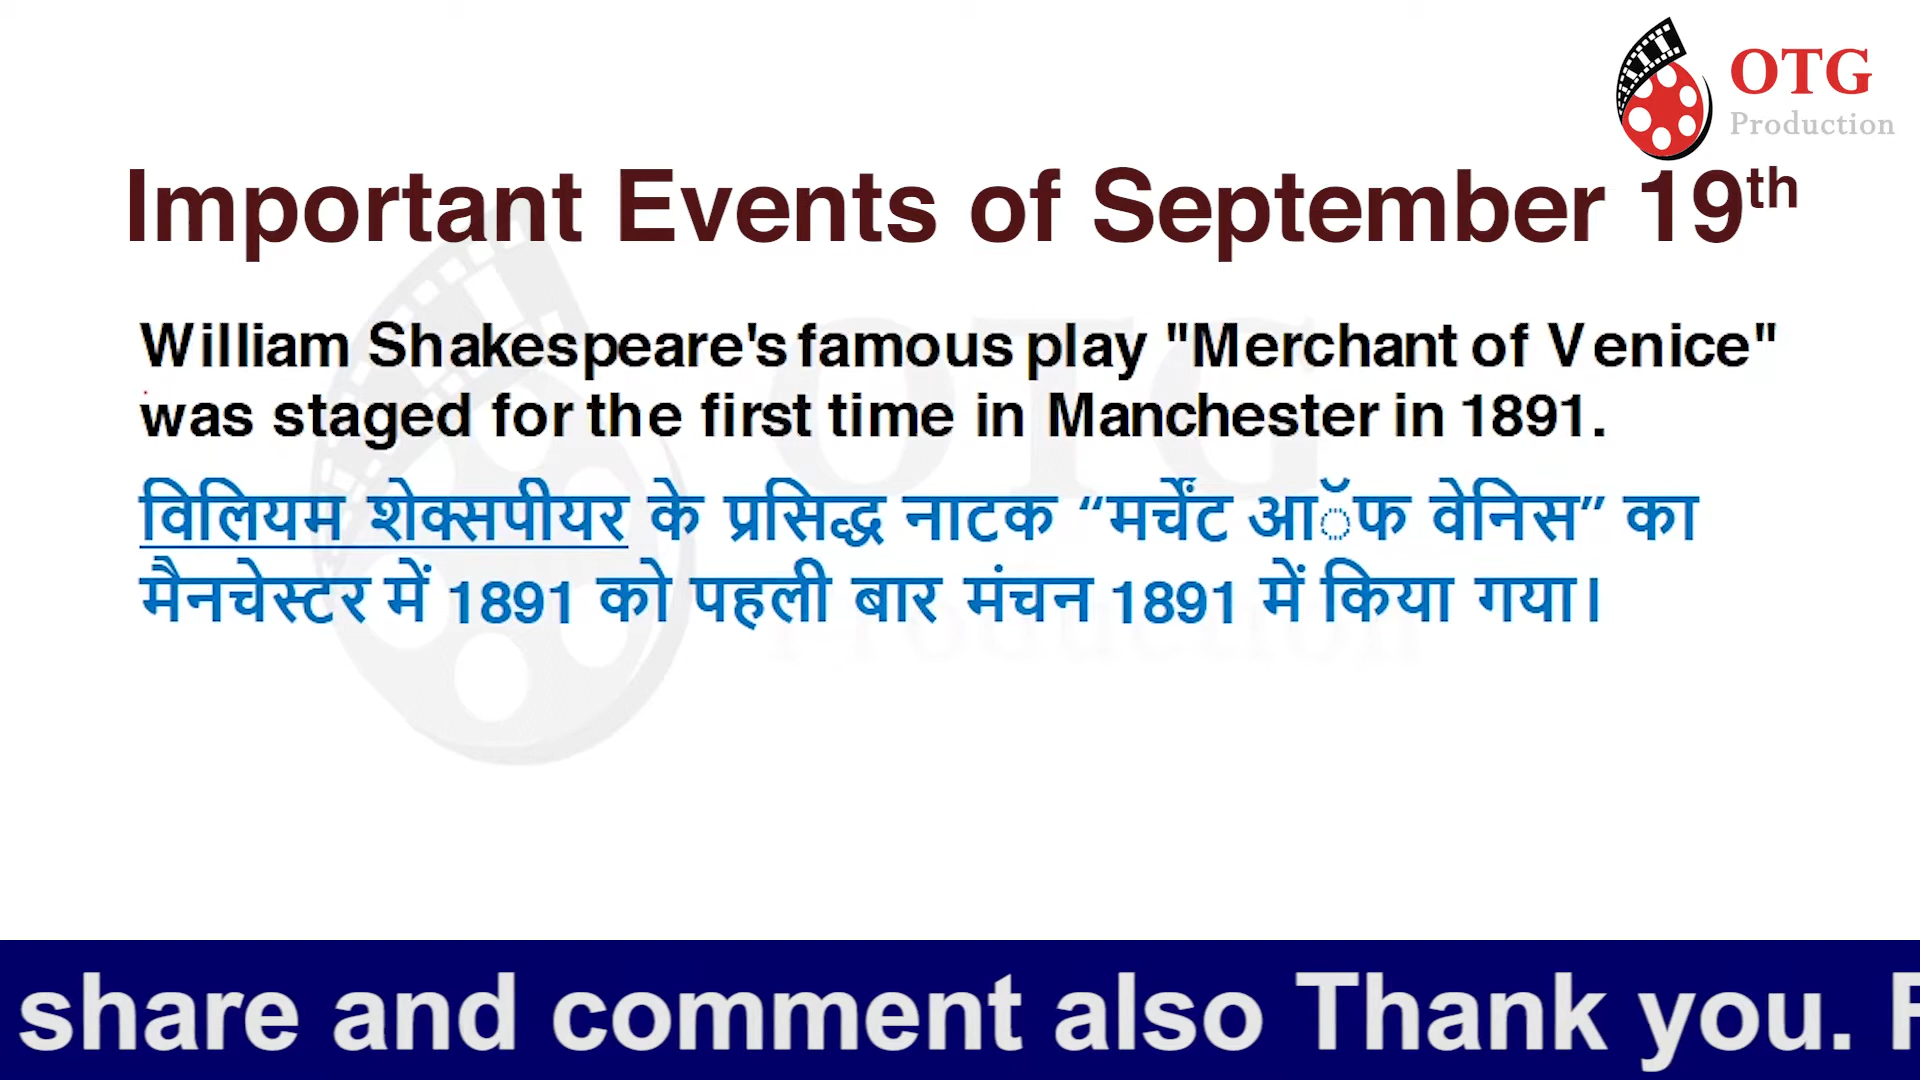 OTG
Production
Important Events of September 19th
William Shakespeare's famous play "Merchant of Venice"
was staged for the first time in Manchester in 1891.
विलियम शेक्सपीयर के प्रसिद्ध नाटक “मर्चेंट आॅफ वेनिस” का
मैनचेस्टर में 1891 को पहली बार मंचन 1891 में किया गया।
OTG
Production
share and comment also Thank you.